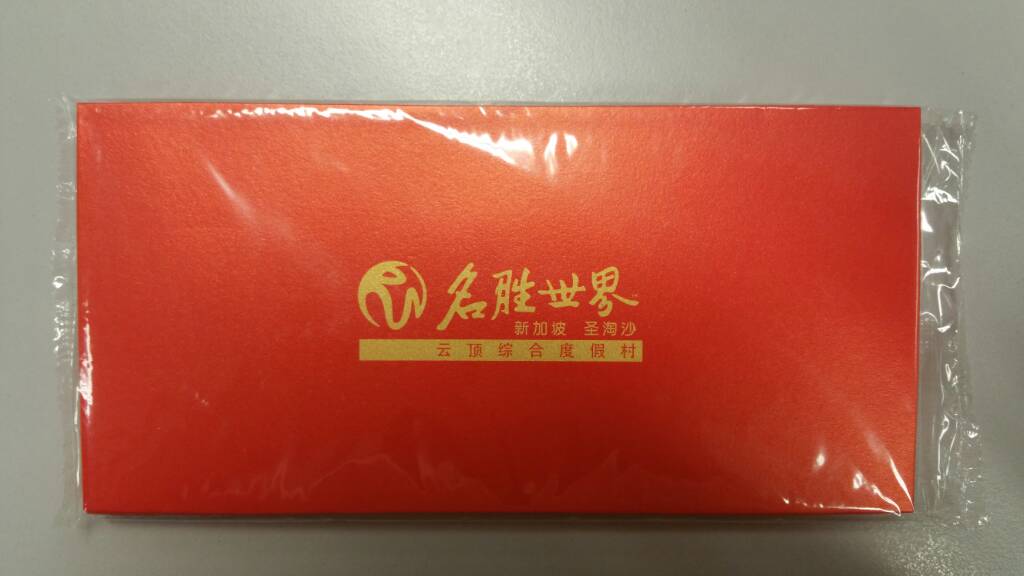 名胜世界
新加坡 圣淘沙
云顶综合度假村